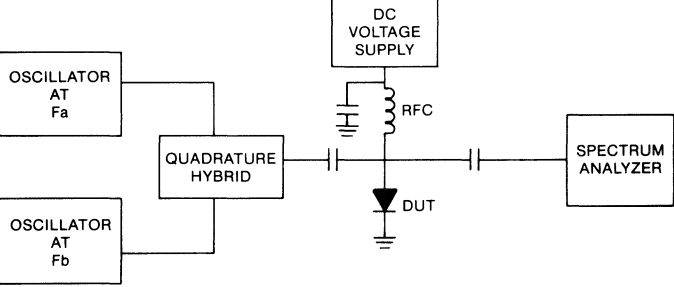 DC
VOLTAGE
SUPPLY
OSCILLATOR
AT
Fa
RFC
QUADRATURE
HYBRID
SPECTRUM
ANALYZER
DUT
OSCILLATOR
AT
Fb